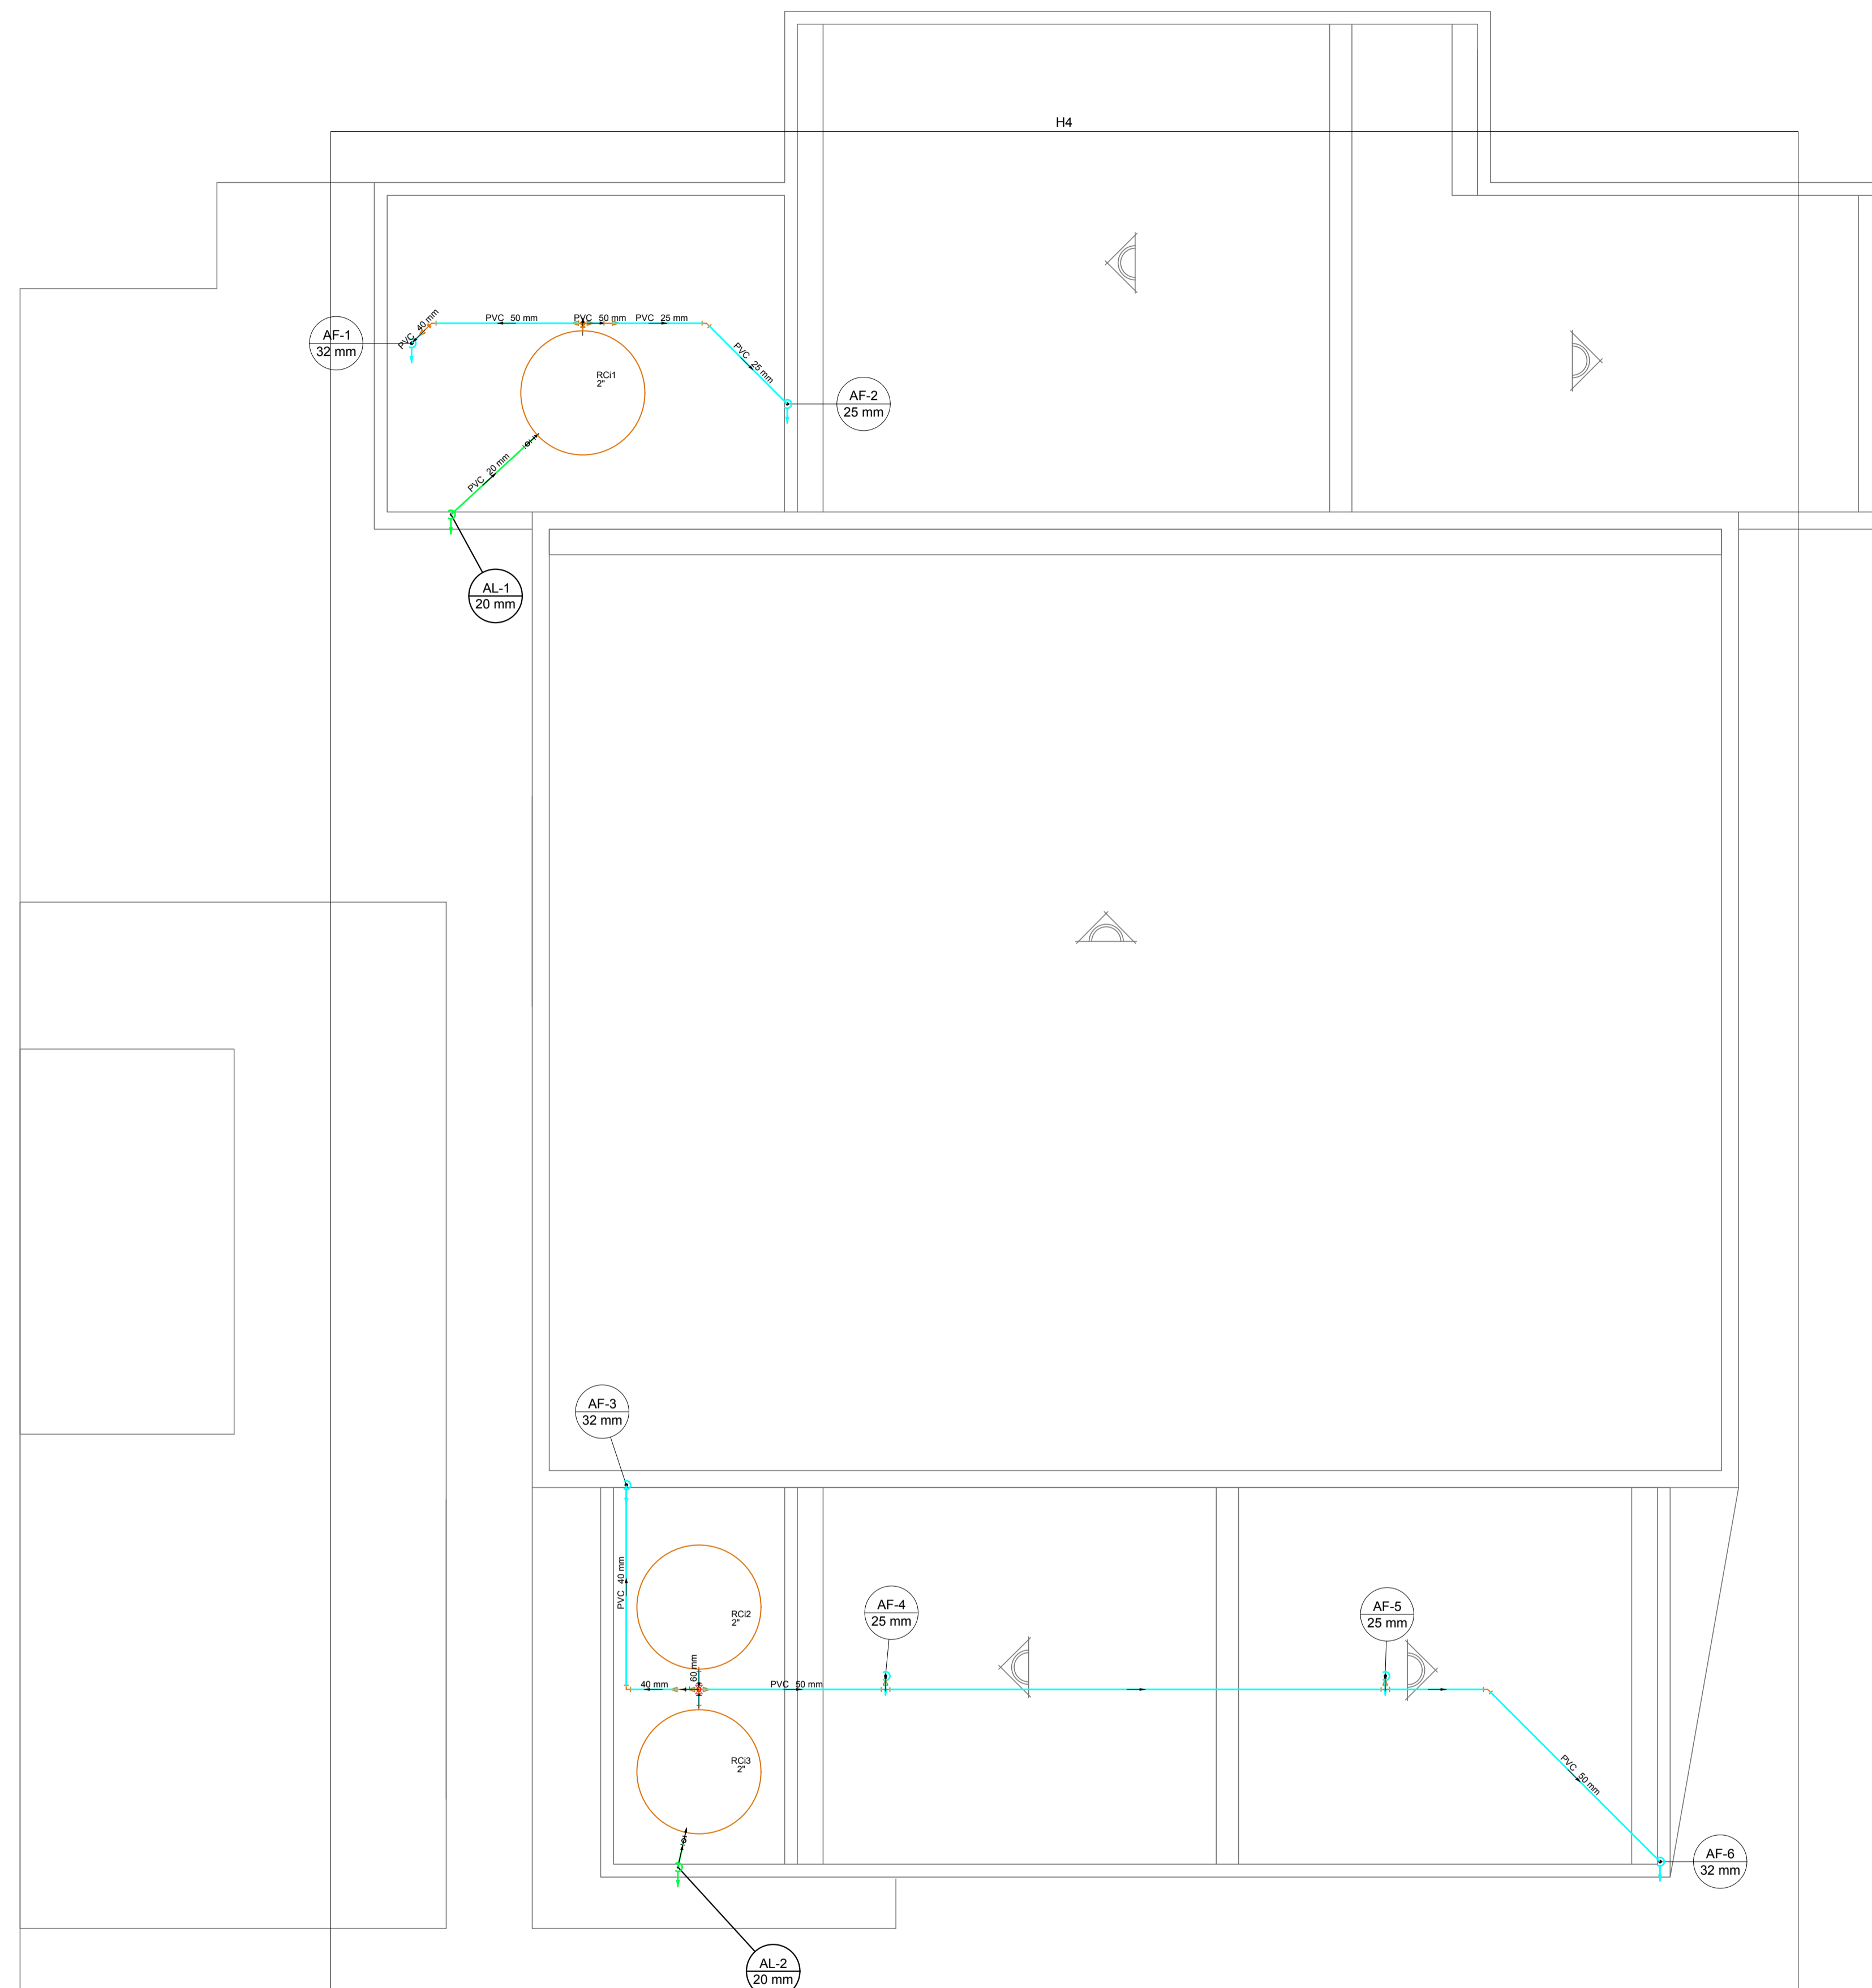 H4
PVC 40 mm
PVC 50 mm
PVC 50 mm
PVC 25 mm
AF-1
32 mm
PVC 25 mm
RCi1
2"
AF-2
25 mm
PVC 20 mm
AL-1
20 mm
AF-3
32 mm
PVC 40 mm
RCi2
2"
AF-4
25 mm
AF-5
25 mm
60 mm
40 mm
PVC 50 mm
RCi3
2"
PVC 50 mm
AF-6
32 mm
AL-2
20 mm